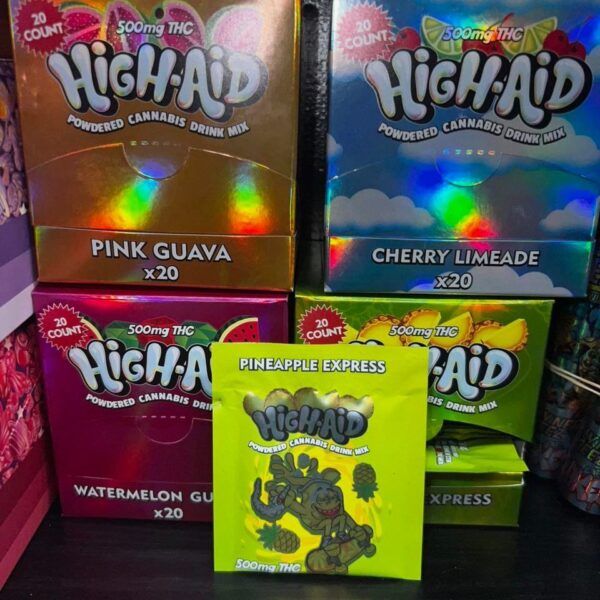 20
COUNT
500mg THC
HiGH-AiD
POWDERED CANNABIS DRINK MIX
PINK GUAVA
x20
20
COUNT
500mg THC
HiGH-AiD
POWDERED CANNABIS DRINK MIX
CHERRY LIMEADE
x20
20
COUNT
500mg THC
HiGH-A
POWDERED CANNABIS DRI
WATERMELON GU
x20
20
COUNT
500mg THC
H-AiD
DRINK MIX
XPRESS
PINEAPPLE EXPRESS
HiGH-AiD
POWDERED CANNABIS DRINK MIX
500mg THC